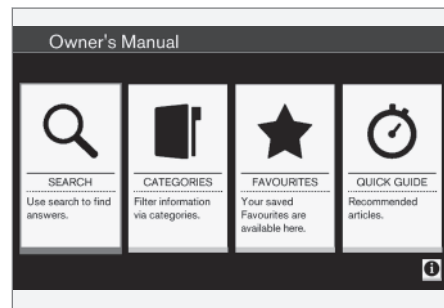 Owner's Manual
SEARCH
Use search to find
answers.
CATEGORIES
Filter information
via categories.
FAVOURITES
Your saved
Favourites are
available here.
QUICK GUIDE
Recommended
articles.
i